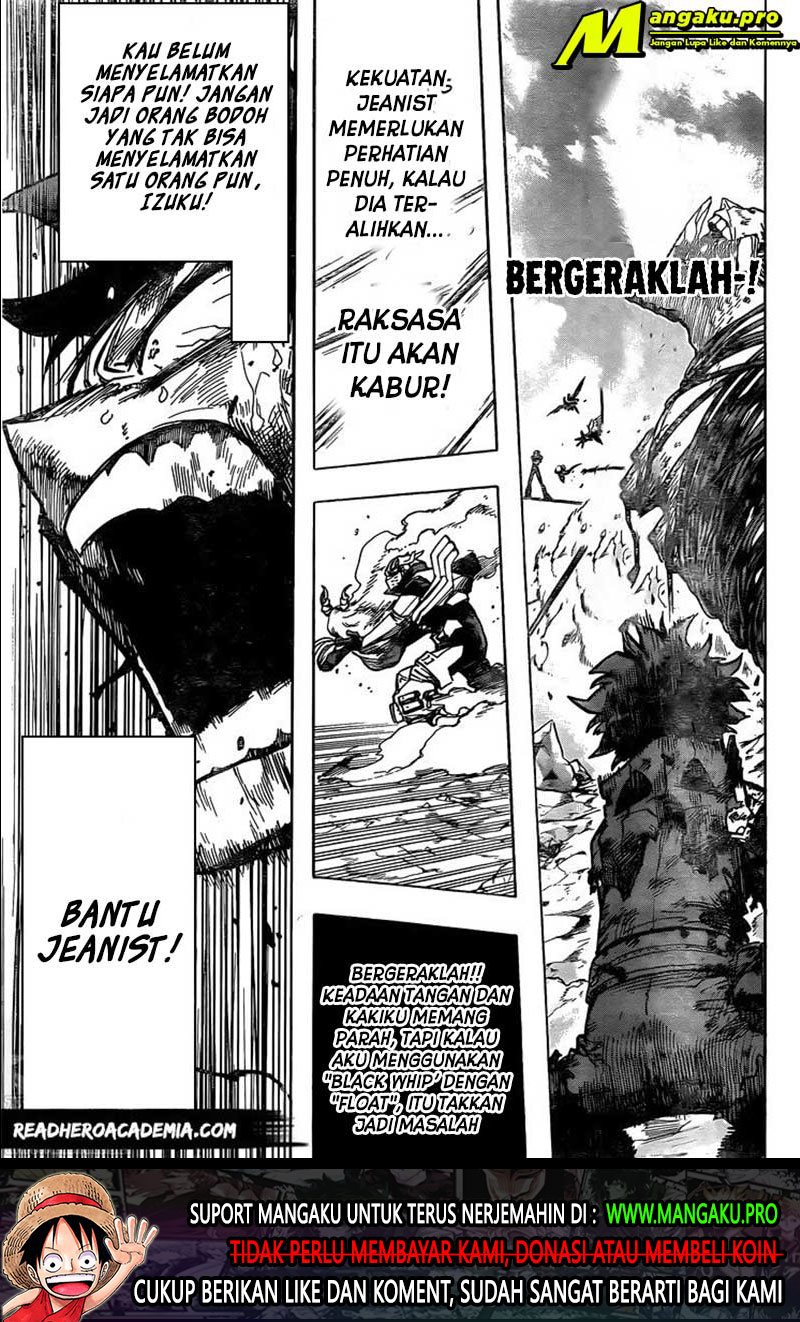 Mangaku.pro
Jangan Lupa Like dan Komennya
BERGERAKLAH-!
KEKUATAN
JEANIST
MEMERLUKAN
PERHATIAN
PENUH, KALAU
DIA TER-
ALIHKAN...
RAKSASA
ITU AKAN
KABUR!
BERGERAKLAH!!
KEADAAN TANGAN DAN
KAKIKU MEMANG
PARAH, TAPI KALAU
AKU MENGGUNAKAN
"BLACK WHIP' DENGAN
"FLOAT", ITU TAKKAN
JADI MASALAH
KAU BELUM
MENYELAMATKAN
SIAPA PUN! JANGAN
JADI ORANG BODOH
YANG TAK BISA
MENYELAMATKAN
SATU ORANG PUN,
IZUKU!
BANTU
JEANIST!
READHEROACADEMIA.COM
SUPORT MANGAKU UNTUK TERUS NERJEMAHIN DI : WWW.MANGAKU.PRO
TIDAK PERLU MEMBAYAR KAMI, DONASI ATAU MEMBELI KOIN
CUKUP BERIKAN LIKE DAN KOMENT, SUDAH SANGAT BERARTI BAGI KAMI